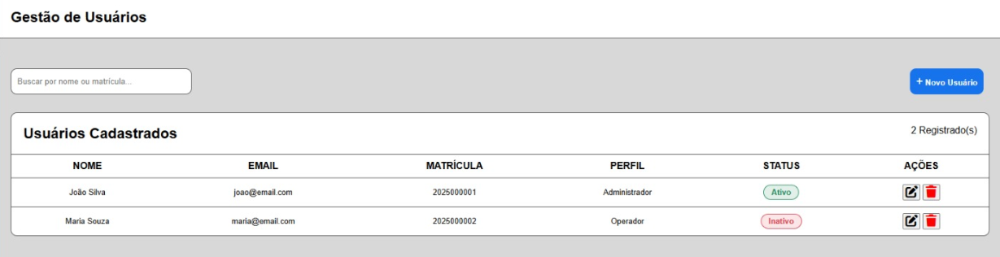 Gestão de Usuários
Buscar por nome ou matrícula...
+ Novo Usuário
Usuários Cadastrados
2 Registrado(s)
NOME EMAIL MATRÍCULA PERFIL STATUS AÇÕES
João Silva joao@email.com 2025000001 Administrador Ativo
Maria Souza maria@email.com 2025000002 Operador Inativo